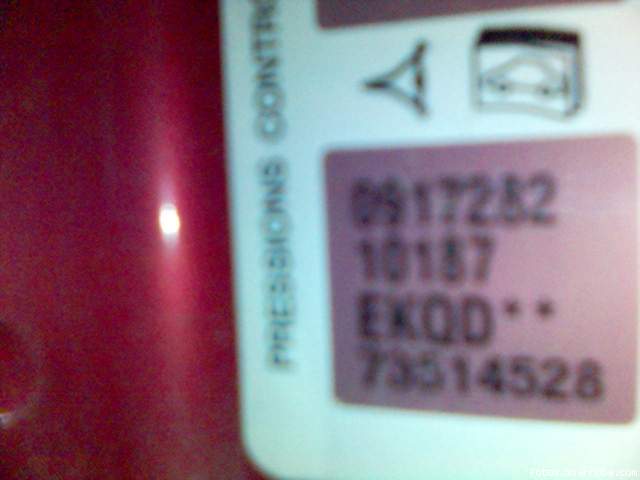 PRESSIONS CONTR
0917282
10187
EKQD**
73514528